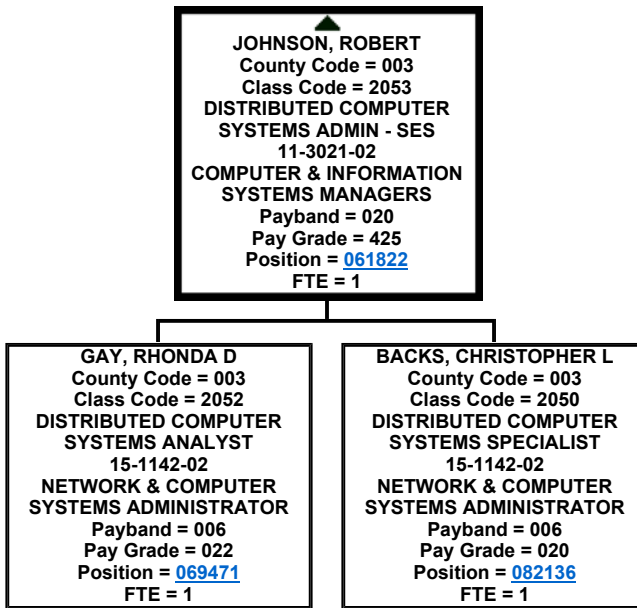 JOHNSON, ROBERT
County Code = 003
Class Code = 2053
DISTRIBUTED COMPUTER
SYSTEMS ADMIN - SES
11-3021-02
COMPUTER & INFORMATION
SYSTEMS MANAGERS
Payband = 020
Pay Grade = 425
Position = 061822
FTE = 1
GAY, RHONDA D
County Code = 003
Class Code = 2052
DISTRIBUTED COMPUTER
SYSTEMS ANALYST
15-1142-02
NETWORK & COMPUTER
SYSTEMS ADMINISTRATOR
Payband = 006
Pay Grade = 022
Position = 069471
FTE = 1
BACKS, CHRISTOPHER L
County Code = 003
Class Code = 2050
DISTRIBUTED COMPUTER
SYSTEMS SPECIALIST
15-1142-02
NETWORK & COMPUTER
SYSTEMS ADMINISTRATOR
Payband = 006
Pay Grade = 020
Position = 082136
FTE = 1